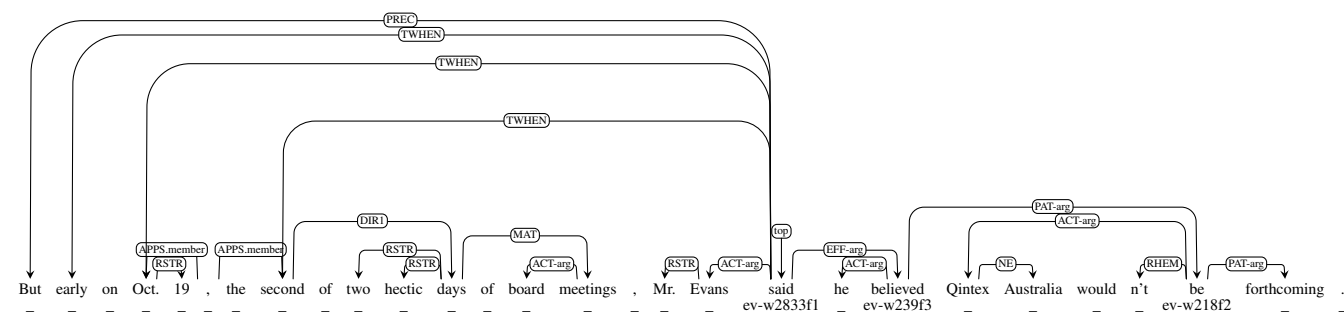 PREC
TWHEN
TWHEN
TWHEN
DIR1
PAT-arg
ACT-arg
top
MAT
APPS.member APPS.member RSTR EFF-arg
RSTR RSTR ACT-arg RSTR ACT-arg ACT-arg NE RHEM PAT-arg
But early on Oct. 19 , the second of two hectic days of board meetings , Mr. Evans said he believed Qintex Australia would n't be forthcoming .
_ _ _ _ _ _ _ _ _ _ _ _ _ _ _ _ _ _ ev-w2833f1 _ ev-w239f3 _ _ _ _ ev-w218f2 _ _